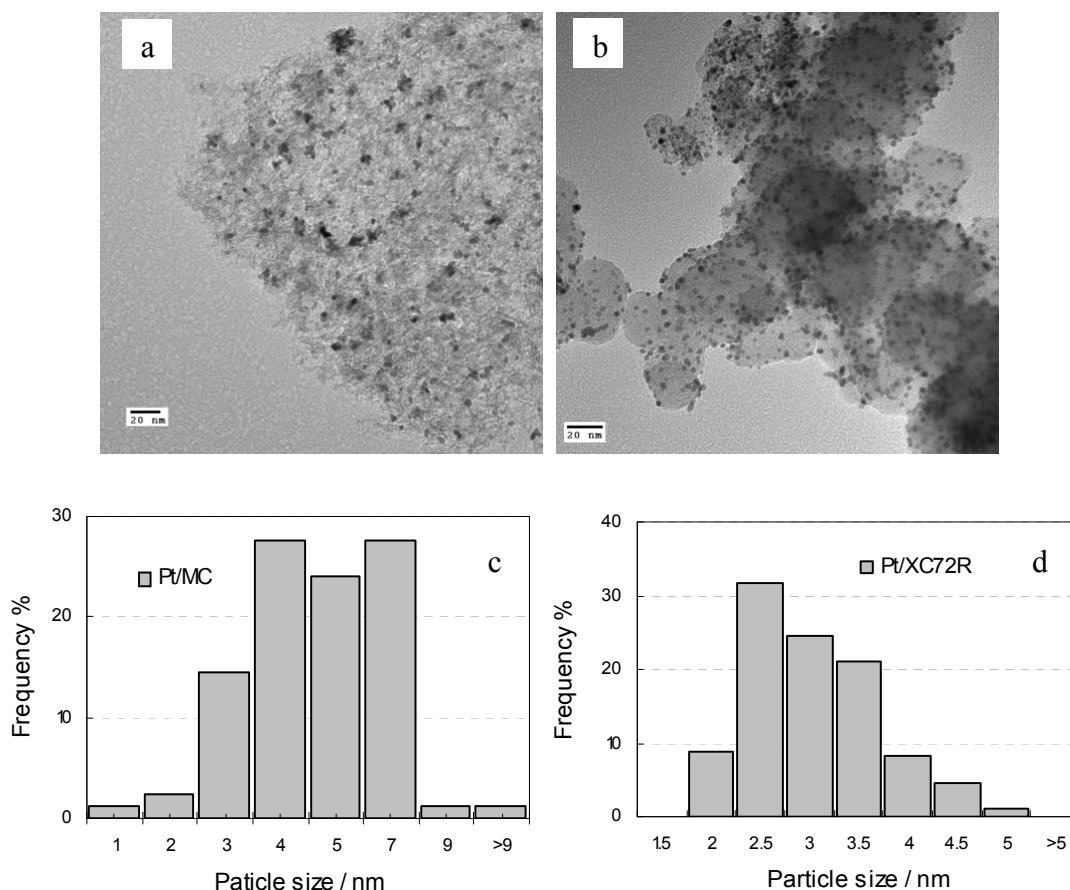 a
b
20 nm
20 nm
30
20
10
0
Frequency %
Pt/MC
c
1 2 3 4 5 7 9 >9
Paticle size / nm
40
30
20
10
0
Frequency %
Pt/XC72R
d
1.5 2 2.5 3 3.5 4 4.5 5 >5
Particle size / nm